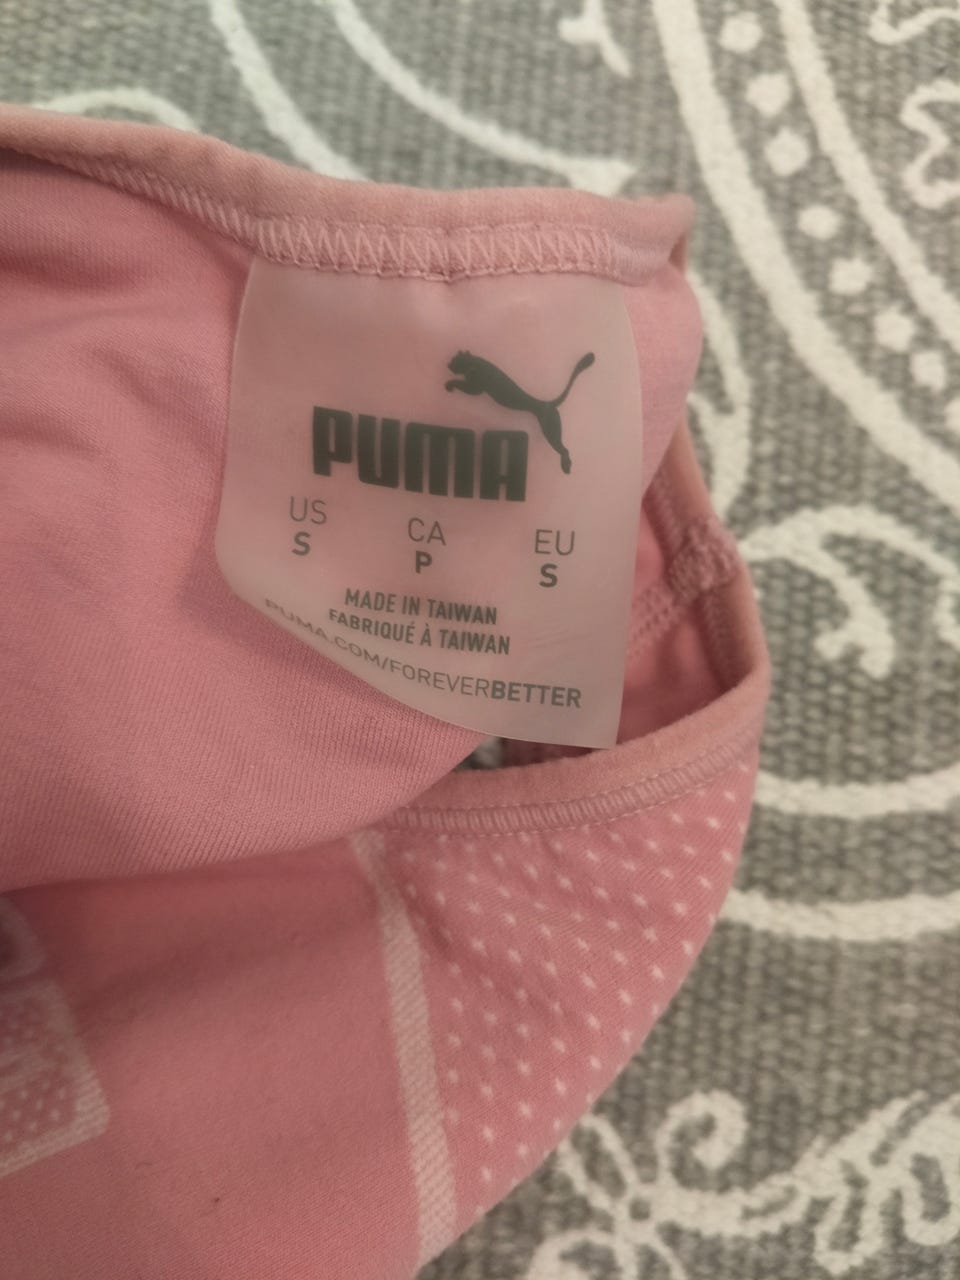 PUMA
US CA EU
S P S
MADE IN TAIWAN
FABRIQUÉ À TAIWAN
PUMA.COM/FOREVERBETTER